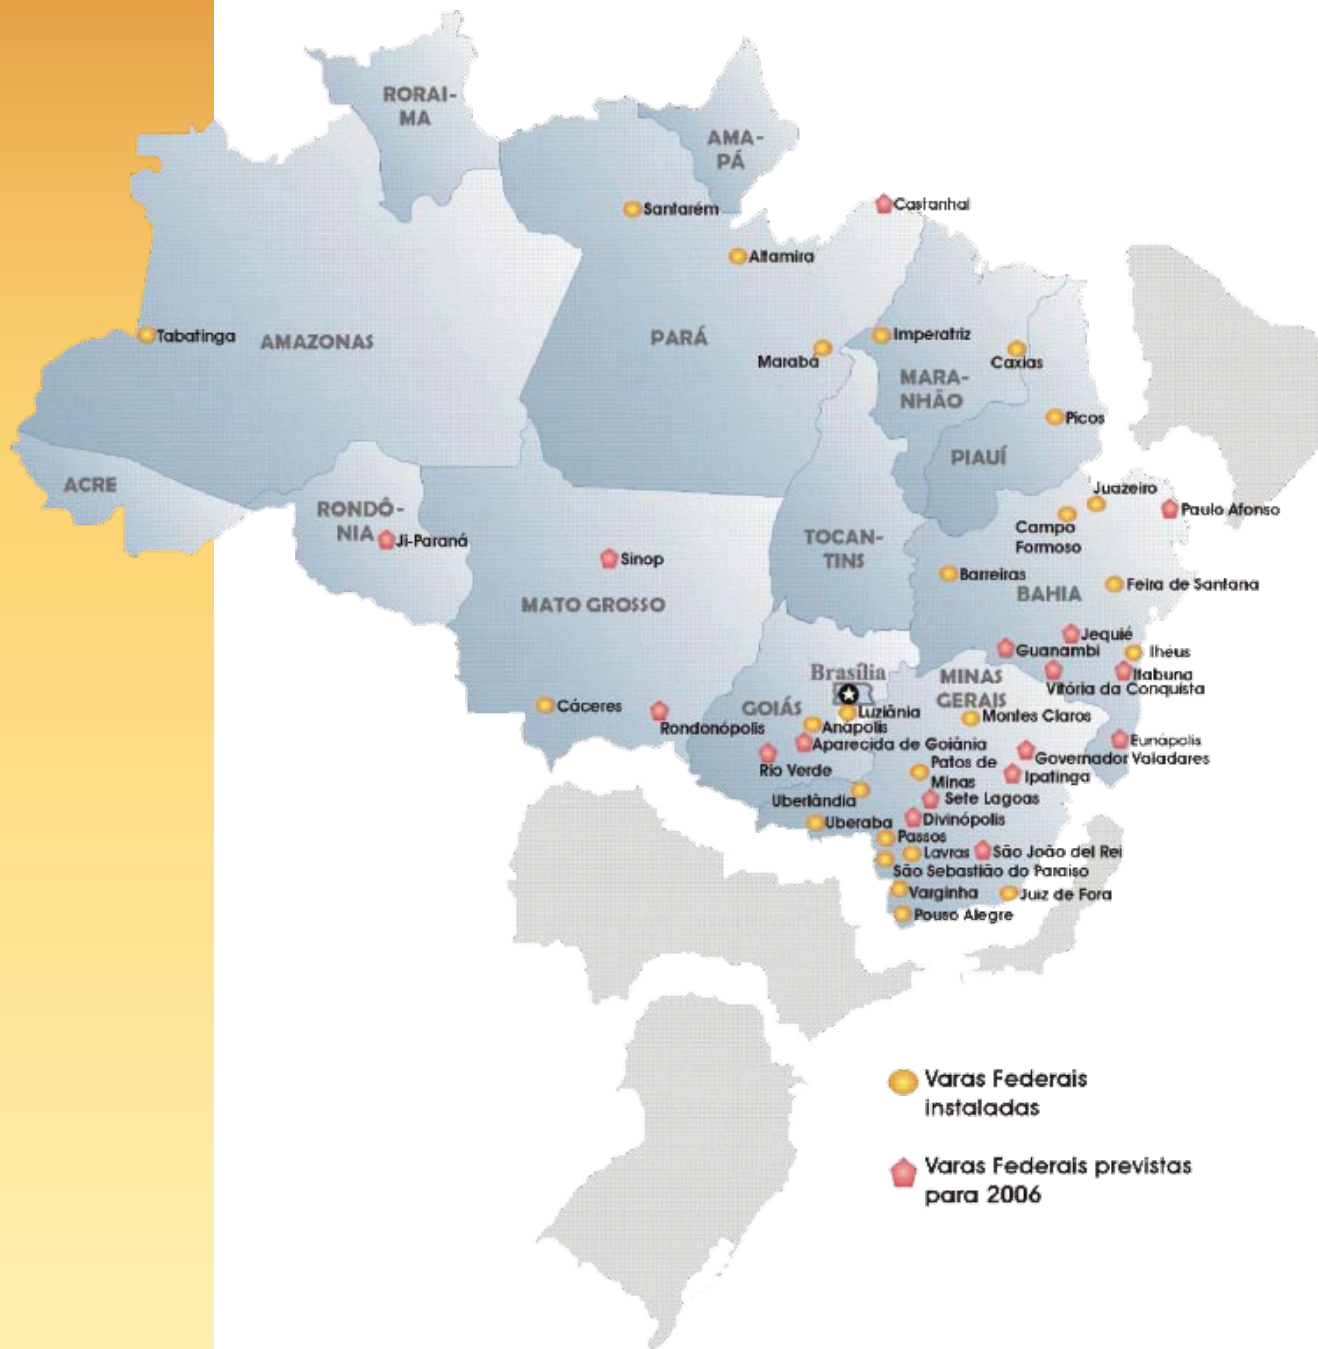 RORAI-
MA
AMA-
PÁ
Castanhal
Santarém
Altamira
Tabatinga
AMAZONAS
PARÁ
Imperatriz
Marabá
Caxias
MARA-
NHÃO
Picos
PIAUÍ
ACRE
Juazeiro
RONDÔ-
NIA
Paulo Afonso
Campo
Formoso
Ji-Paraná
TOCAN-
TINS
Sinop
Barreiras
Feira de Santana
BAHIA
MATO GROSSO
Jequié
Guanambi
Ihéus
Itabuna
Vitória da Conquista
Brasília
MINAS
GERAIS
Cáceres
GOIÁS
Luziânia
Montes Claros
Rondonópolis
Anápolis
Aparecida de Goiânia
Eunápolis
Governador Valadares
Rio Verde
Patos de
Minas
Ipatinga
Uberlândia
Sete Lagoas
Uberaba
Divinópolis
Passos
Lavras
São João del Rei
São Sebastião do Paraíso
Varginha
Juiz de Fora
Pouso Alegre
Varas Federais
instaladas
Varas Federais previstas
para 2006